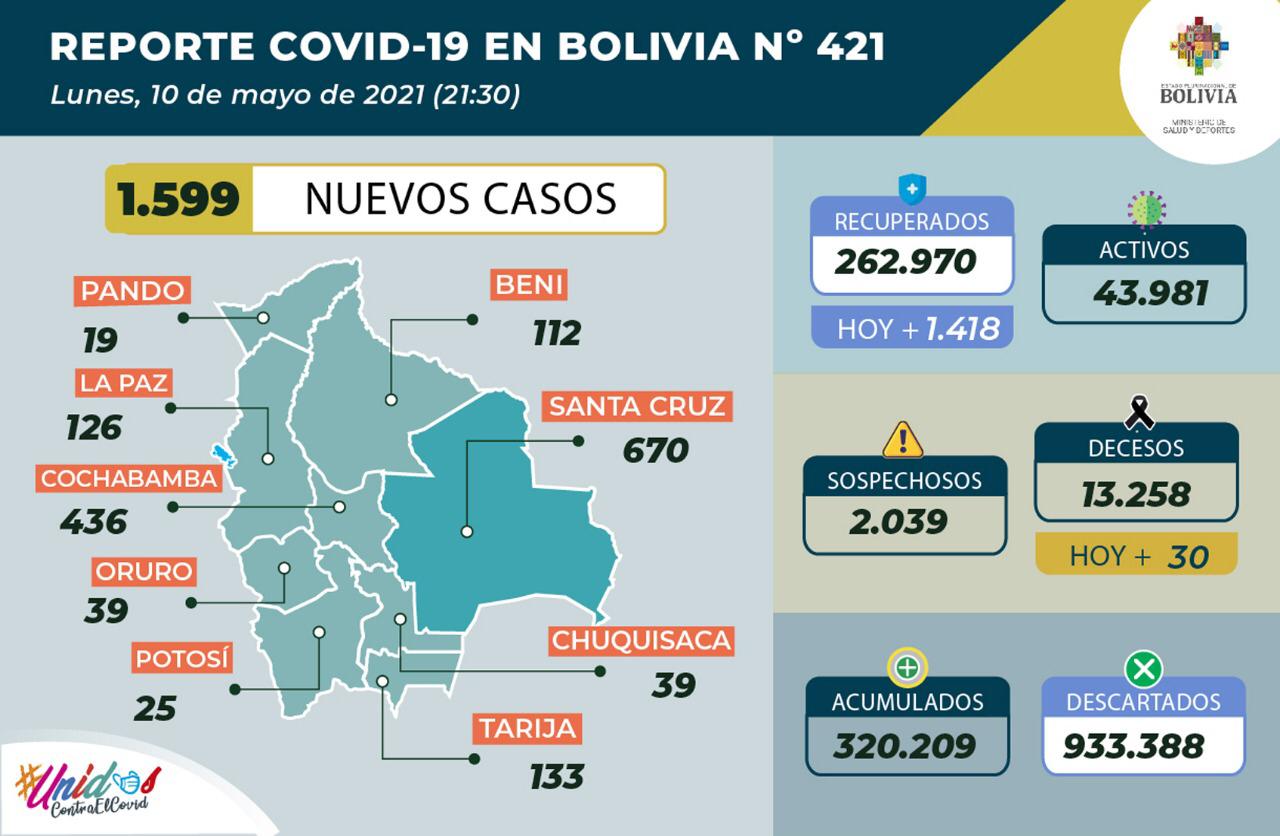 REPORTE COVID-19 EN BOLIVIA Nº 421
Lunes, 10 de mayo de 2021 (21:30)
ESTADO PLURINACIONAL DE
BOLIVIA
MINISTERIO DE
SALUD Y DEPORTES
1.599 NUEVOS CASOS
PANDO
19
LA PAZ
126
COCHABAMBA
436
ORURO
39
POTOSÍ
25
BENI
112
SANTA CRUZ
670
CHUQUISACA
39
TARIJA
133
RECUPERADOS
262.970
HOY + 1.418
ACTIVOS
43.981
SOSPECHOSOS
2.039
DECESOS
13.258
HOY + 30
ACUMULADOS
320.209
DESCARTADOS
933.388
#Unidos
ContraElCovid